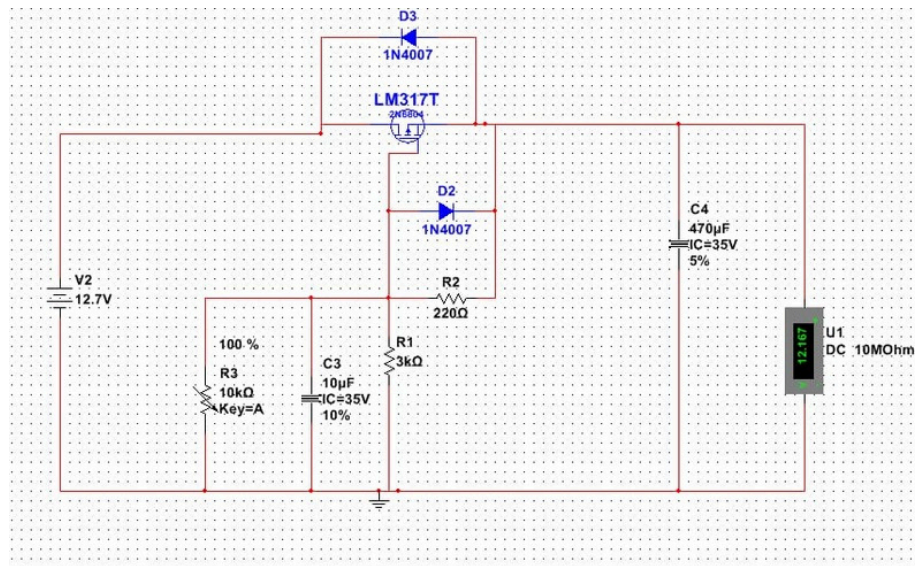 D3
1N4007
LM317T
2N6804
D2
1N4007
C4
470µF
IC=35V
5%
V2
12.7V
R2
220Ω
100 %
R3
10kΩ
Key=A
C3
10µF
IC=35V
10%
R1
3kΩ
12.167
U1
DC 10MOhm